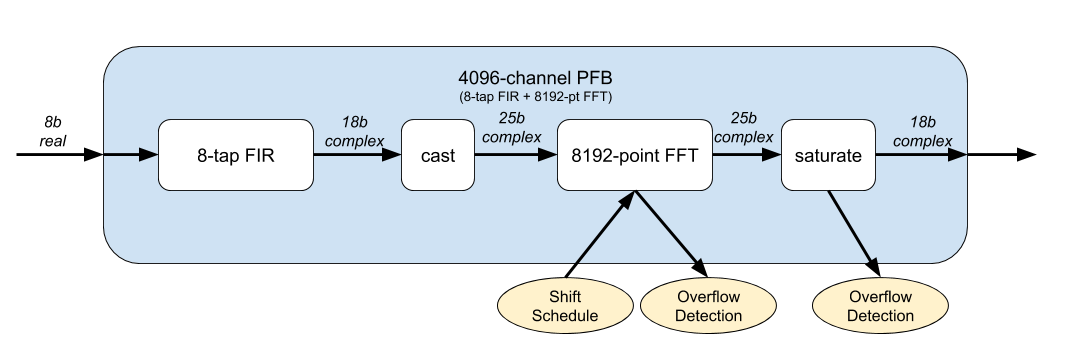 4096-channel PFB
(8-tap FIR + 8192-pt FFT)
8b
real
8-tap FIR
18b
complex
cast
25b
complex
8192-point FFT
25b
complex
saturate
18b
complex
Shift
Schedule
Overflow
Detection
Overflow
Detection